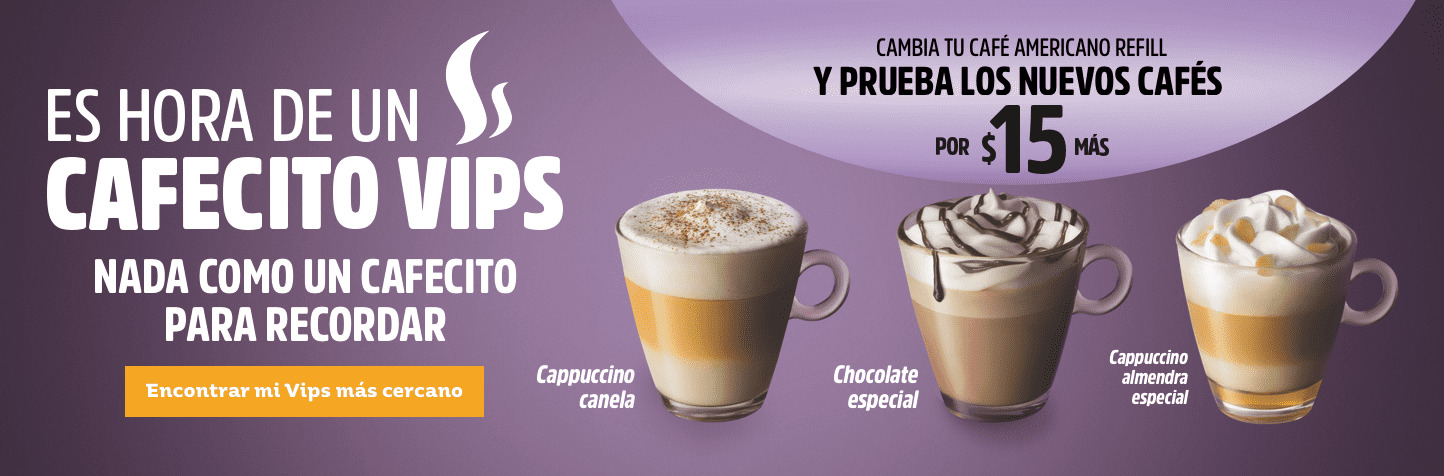 ES HORA DE UN
CAFECITO VIPS
NADA COMO UN CAFECITO
PARA RECORDAR
Encontrar mi Vips más cercano
CAMBIA TU CAFÉ AMERICANO REFILL
Y PRUEBA LOS NUEVOS CAFÉS
POR $15 MÁS
Cappuccino
canela
Chocolate
especial
Cappuccino
almendra
especial